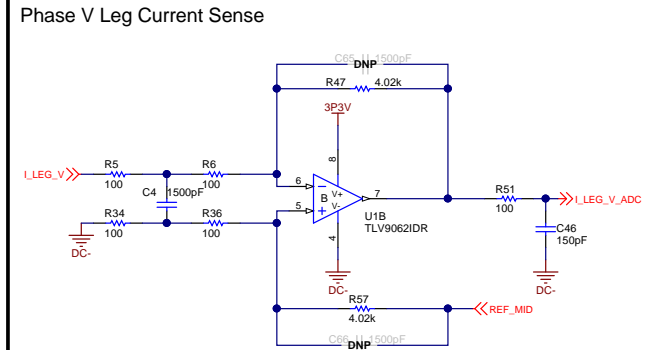 Phase V Leg Current Sense
C65 1500pF
DNP
R47 4.02k
3P3V
8
I_LEG_V R5 R6
100 100
6
V+
B
7
C4 1500pF
5
V-
R51
100
I_LEG_V_ADC
R34 R36
100 100
U1B
TLV9062IDR
4
C46
150pF
DC-
DC-
DC-
R57
4.02k
REF_MID
C66 1500pF
DNP